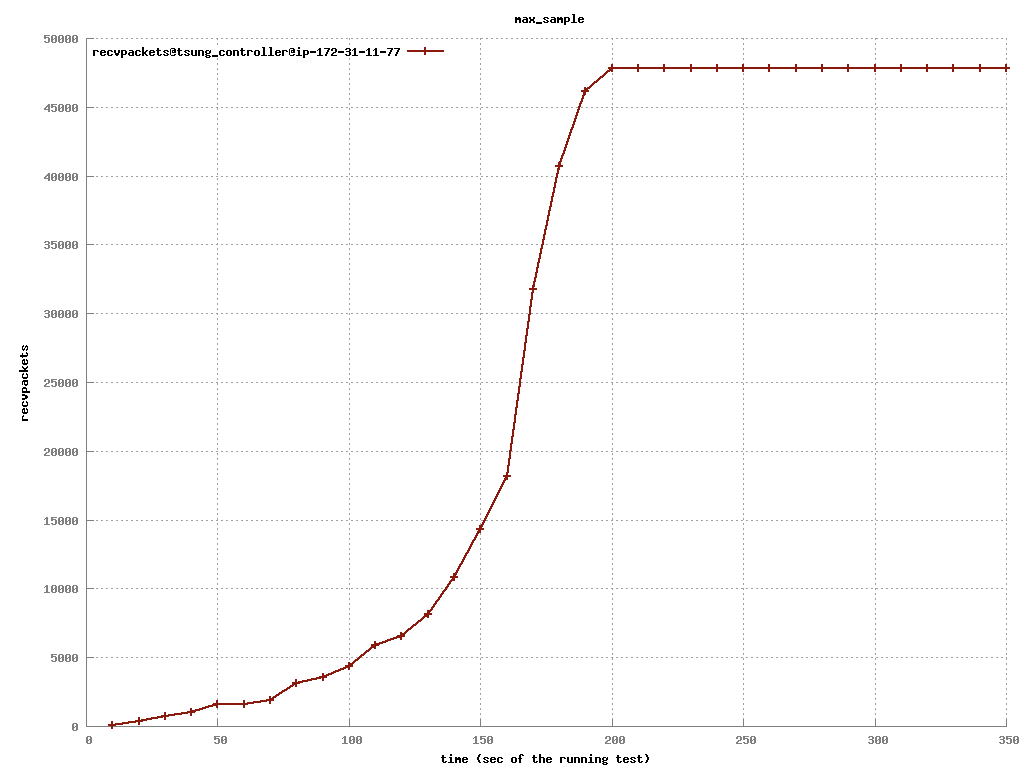 max_sample
recvpackets@tsung_controller@ip-172-31-11-77
50000
45000
40000
35000
30000
25000
20000
15000
10000
5000
0
recvpackets
0 50 100 150 200 250 300 350
time (sec of the running test)